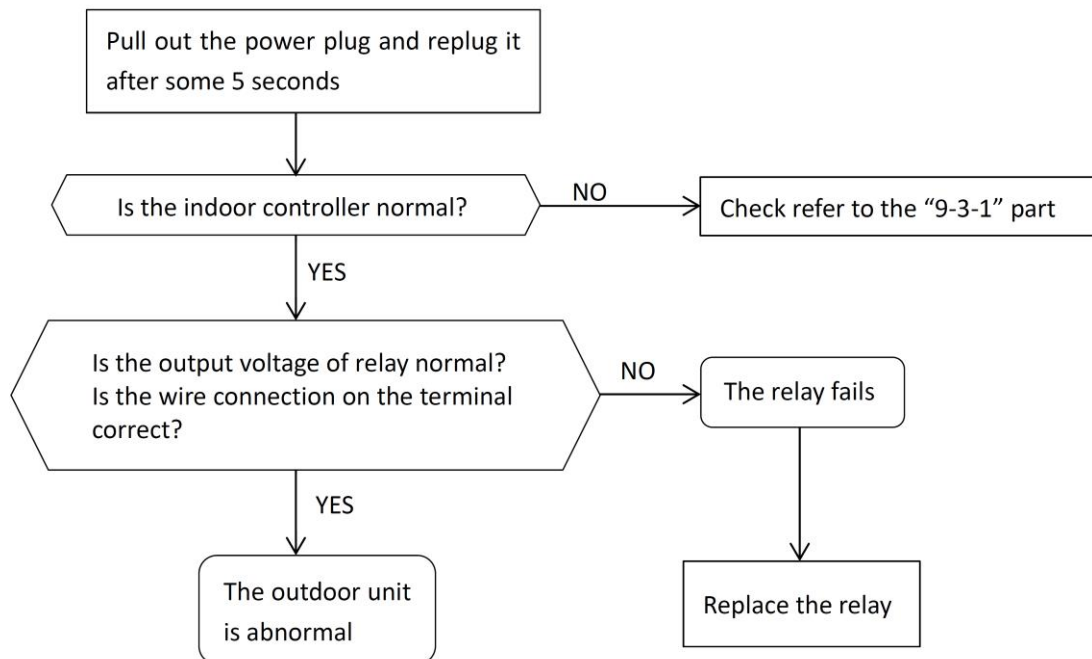 Pull out the power plug and replug it
after some 5 seconds
Is the indoor controller normal?
NO
Check refer to the “9-3-1” part
YES
Is the output voltage of relay normal?
Is the wire connection on the terminal
correct?
NO
The relay fails
YES
The outdoor unit
is abnormal
Replace the relay